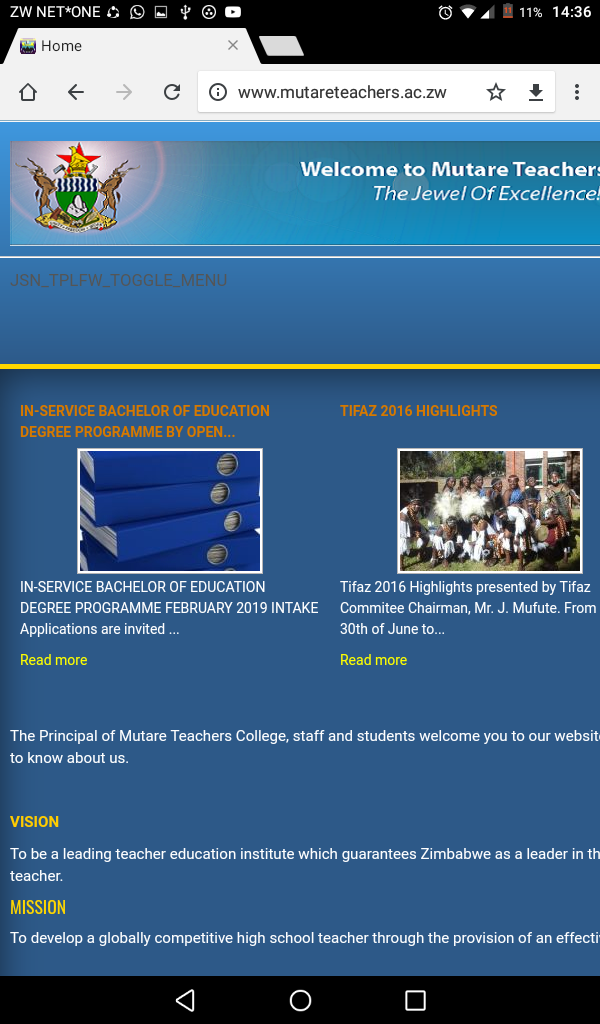 ZW NET*ONE
11%
14:36
Home
www.mutareteachers.ac.zw
Welcome to Mutare Teachers
The Jewel Of Excellence!
JSN_TPLFW_TOGGLE_MENU
IN-SERVICE BACHELOR OF EDUCATION
DEGREE PROGRAMME BY OPEN...
IN-SERVICE BACHELOR OF EDUCATION
DEGREE PROGRAMME FEBRUARY 2019 INTAKE
Applications are invited ...
Read more
TIFAZ 2016 HIGHLIGHTS
Tifaz 2016 Highlights presented by Tifaz
Commitee Chairman, Mr. J. Mufute. From
30th of June to...
Read more
The Principal of Mutare Teachers College, staff and students welcome you to our website
to know about us.
VISION
To be a leading teacher education institute which guarantees Zimbabwe as a leader in th
teacher.
MISSION
To develop a globally competitive high school teacher through the provision of an effecti